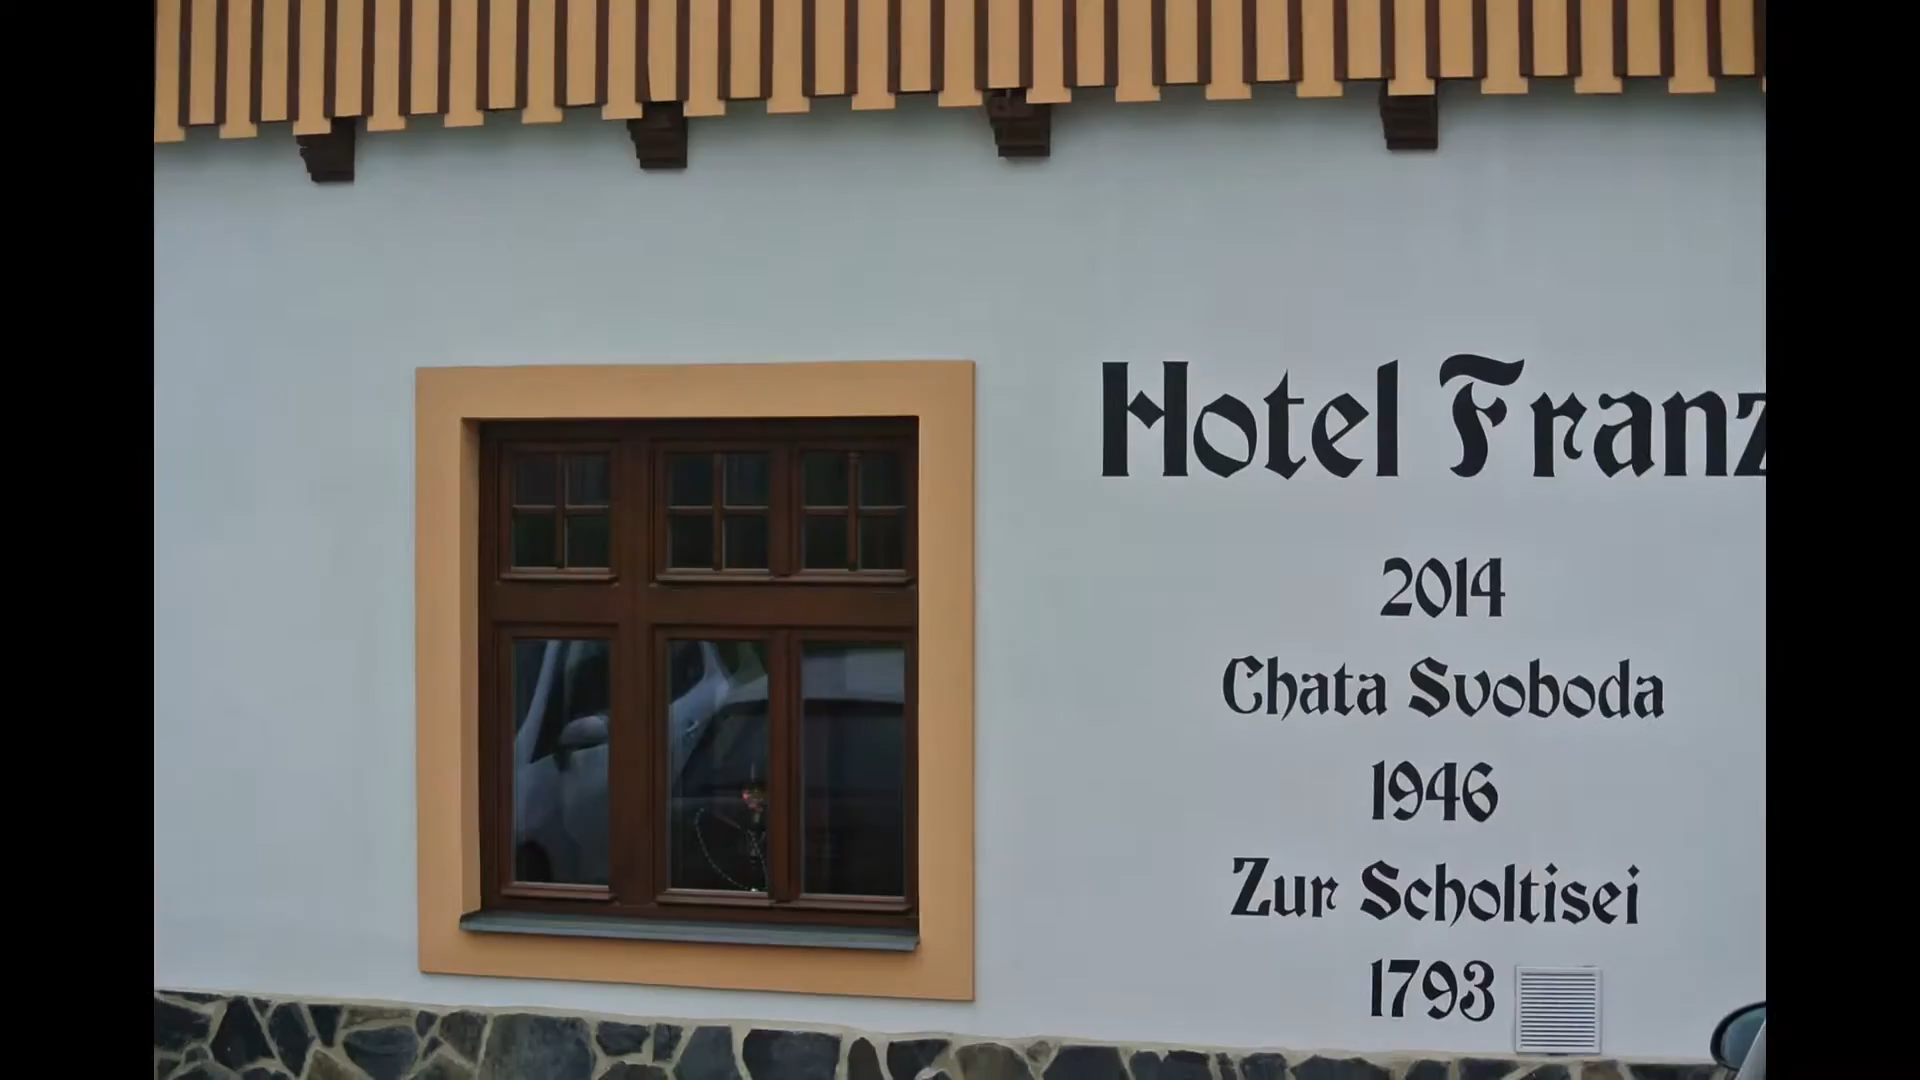 Hotel Franz
2014
Chata Svoboda
1946
Zur Scholtisei
1793